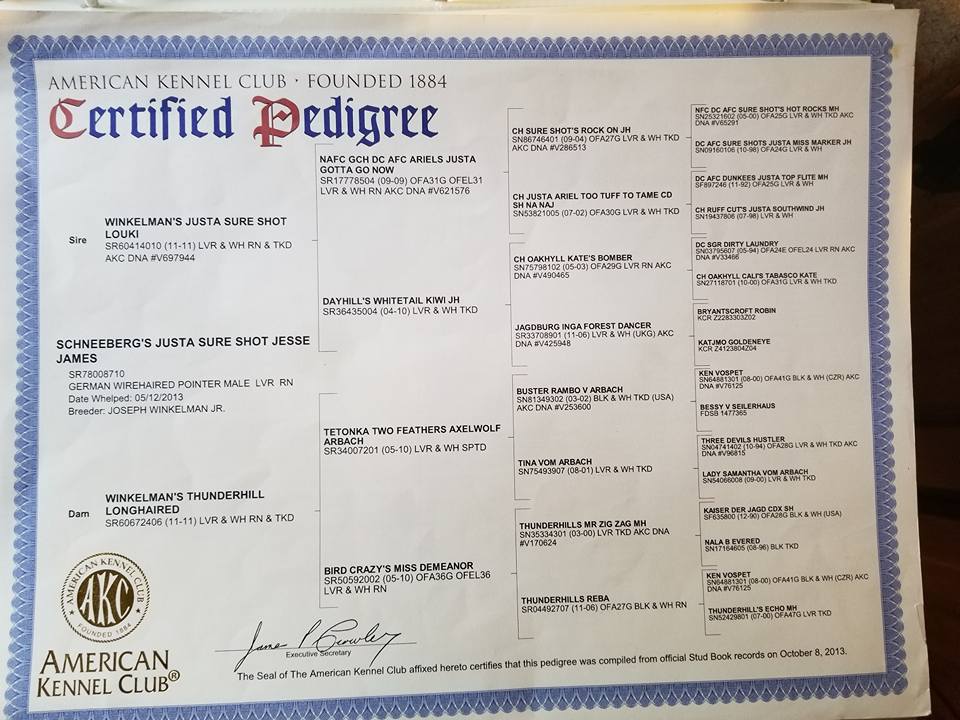 AMERICAN KENNEL CLUB · FOUNDED 1884
Certified Pedigree
Sire
WINKELMAN'S JUSTA SURE SHOT
LOUKI
SR60414010 (11-11) LVR & WH RN & TKD
AKC DNA #V697944
SCHNEEBERG'S JUSTA SURE SHOT JESSE
JAMES
SR78008710
GERMAN WIREHAIRED POINTER MALE LVR RN
Date Whelped: 05/12/2013
Breeder: JOSEPH WINKELMAN JR.
Dam
WINKELMAN'S THUNDERHILL
LONGHAIRED
SR60672406 (11-11) LVR & WH RN & TKD
NAFC GCH DC AFC ARIELS JUSTA
GOTTA GO NOW
SR17778504 (09-09) OFA31G OFEL31
LVR & WH RN AKC DNA #V621576
DAYHILL'S WHITETAIL KIWI JH
SR36435004 (04-10) LVR & WH TKD
TETONKA TWO FEATHERS AXELWOLF
ARBACH
SR34007201 (05-10) LVR & WH SPTD
BIRD CRAZY'S MISS DEMEANOR
SR50592002 (05-10) OFA36G OFEL36
LVR & WH RN
CH SURE SHOT'S ROCK ON JH
SN86746401 (09-04) OFA27G LVR & WH TKD
AKC DNA #V286513
CH JUSTA ARIEL TOO TUFF TO TAME CD
SH NA NAJ
SN53821005 (07-02) OFA30G LVR & WH TKD
CH OAKHYLL KATE'S BOMBER
SN75798102 (05-03) OFA29G LVR RN AKC
DNA #V490465
JAGDBURG INGA FOREST DANCER
SR33708901 (11-06) LVR & WH (UKG) AKC
DNA #V425948
BUSTER RAMBO V ARBACH
SN81349302 (03-02) BLK & WH TKD (USA)
AKC DNA #V253600
TINA VOM ARBACH
SN75493907 (08-01) LVR & WH TKD
THUNDERHILLS MR ZIG ZAG MH
SN35334301 (03-00) LVR TKD AKC DNA
#V170624
THUNDERHILLS REBA
SR04492707 (11-06) OFA27G BLK & WH RN
NFC DC AFC SURE SHOT'S HOT ROCKS MH
SN25321602 (05-00) OFA25G LVR & WH TKD AKC
DNA #V65291
DC AFC SURE SHOTS JUSTA MISS MARKER JH
SN09160106 (10-98) OFA24G LVR & WH
DC AFC DUNKEES JUSTA TOP FLITE MH
SF897246 (11-92) OFA25G LVR & WH
CH RUFF CUT'S JUSTA SOUTHWIND JH
SN19437806 (07-98) LVR & WH
DC SGR DIRTY LAUNDRY
SN03795607 (05-94) OFA24E OFEL24 LVR RN AKC
DNA #V33466
CH OAKHYLL CALI'S TABASCO KATE
SN27118701 (10-00) OFA31G LVR & WH TKD
BRYANTSCROFT ROBIN
KCR Z2283303Z02
KATJMO GOLDENEYE
KCR Z4123804Z04
KEN VOSPET
SN64881301 (08-00) OFA41G BLK & WH (CZR) AKC
DNA #V76125
BESSY V SEILERHAUS
FDSB 1477365
THREE DEVILS HUSTLER
SN04741402 (10-94) OFA28G LVR & WH TKD AKC
DNA #V96815
LADY SAMANTHA VOM ARBACH
SN54066008 (09-00) LVR & WH TKD
KAISER DER JAGD CDX SH
SF635800 (12-90) OFA28G BLK & WH (USA)
NALA B EVERED
SN17164605 (08-96) BLK TKD
KEN VOSPET
SN64881301 (08-00) OFA41G BLK & WH (CZR) AKC
DNA #V76125
THUNDERHILL'S ECHO MH
SN52429801 (07-00) OFA47G LVR TKD
AMERICAN KENNEL CLUB
AKC
FOUNDED 1884
AMERICAN
KENNEL CLUB®
James P Crowley
Executive Secretary
The Seal of The American Kennel Club affixed hereto certifies that this pedigree was compiled from official Stud Book records on October 8, 2013.